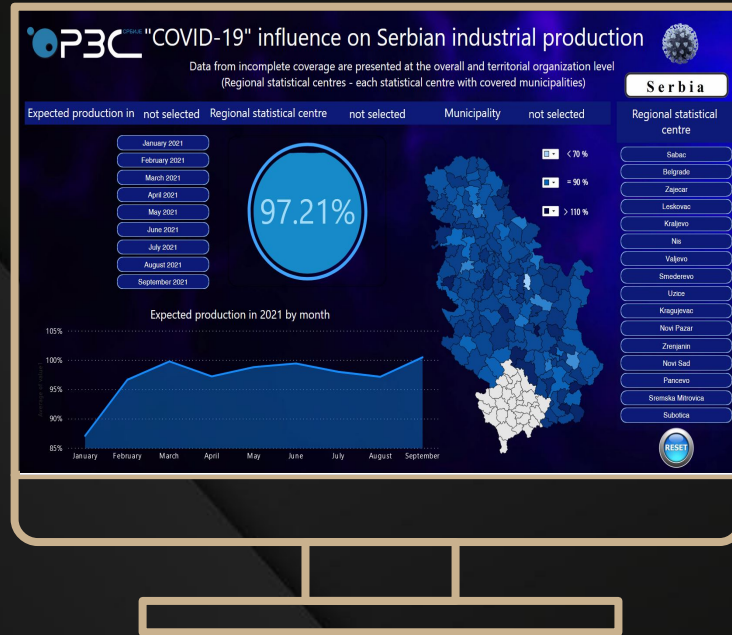 РЗС "COVID-19" influence on Serbian industrial production
Data from incomplete coverage are presented at the overall and territorial organization level
(Regional statistical centres - each statistical centre with covered municipalities)
Serbia
Expected production in not selected Regional statistical centre not selected Municipality not selected
Regional statistical
centre
January 2021
February 2021
March 2021
April 2021
May 2021
June 2021
July 2021
August 2021
September 2021
97.21%
< 70 %
= 90 %
> 110 %
Sabac
Belgrade
Zajecar
Leskovac
Kraljevo
Nis
Valjevo
Smederevo
Uzice
Kragujevac
Novi Pazar
Zrenjanin
Novi Sad
Pancevo
Sremska Mitrovica
Subotica
RESET
Expected production in 2021 by month
105%
100%
95%
90%
85%
January February March April May June July August September